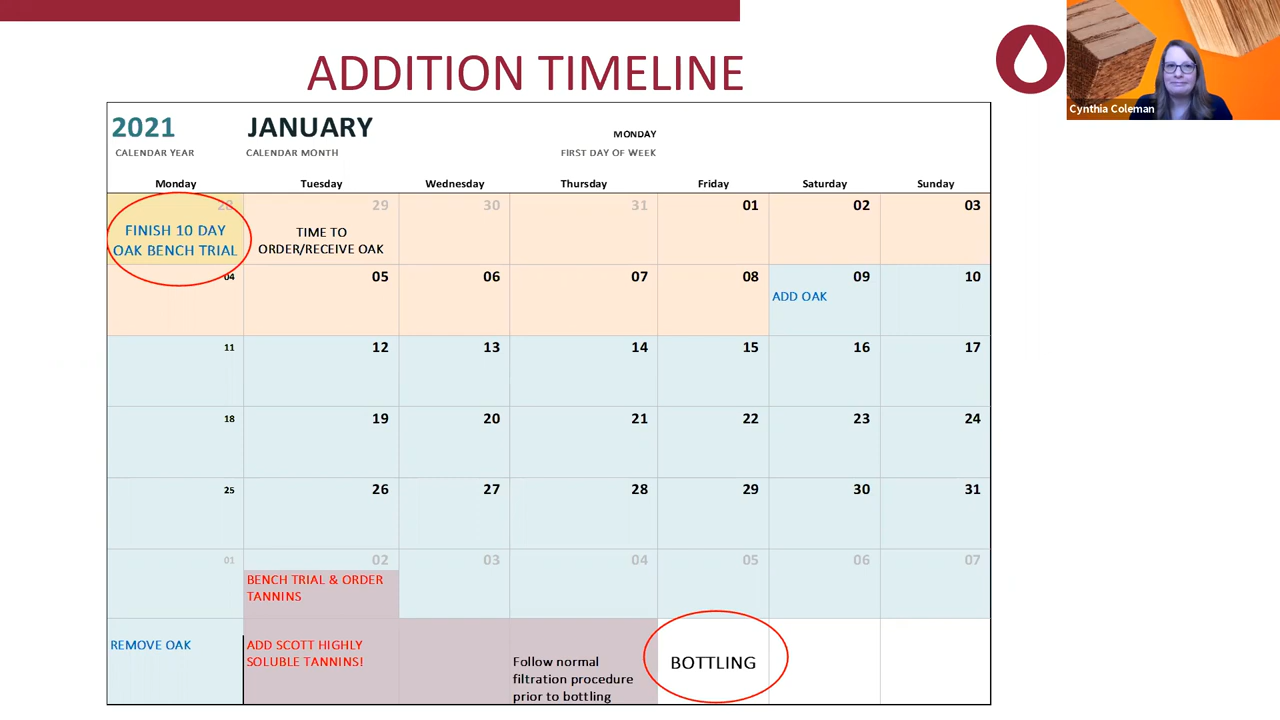 ADDITION TIMELINE
Cynthia Coleman
2021 JANUARY MONDAY
CALENDAR YEAR CALENDAR MONTH FIRST DAY OF WEEK
Monday Tuesday Wednesday Thursday Friday Saturday Sunday
28 29 30 31 01 02 03
FINISH 10 DAY
OAK BENCH TRIAL
TIME TO
ORDER/RECEIVE OAK
04 05 06 07 08 09 10
ADD OAK
11 12 13 14 15 16 17
18 19 20 21 22 23 24
25 26 27 28 29 30 31
01 02 03 04 05 06 07
BENCH TRIAL & ORDER
TANNINS
REMOVE OAK
ADD SCOTT HIGHLY
SOLUBLE TANNINS!
Follow normal
filtration procedure
prior to bottling
BOTTLING